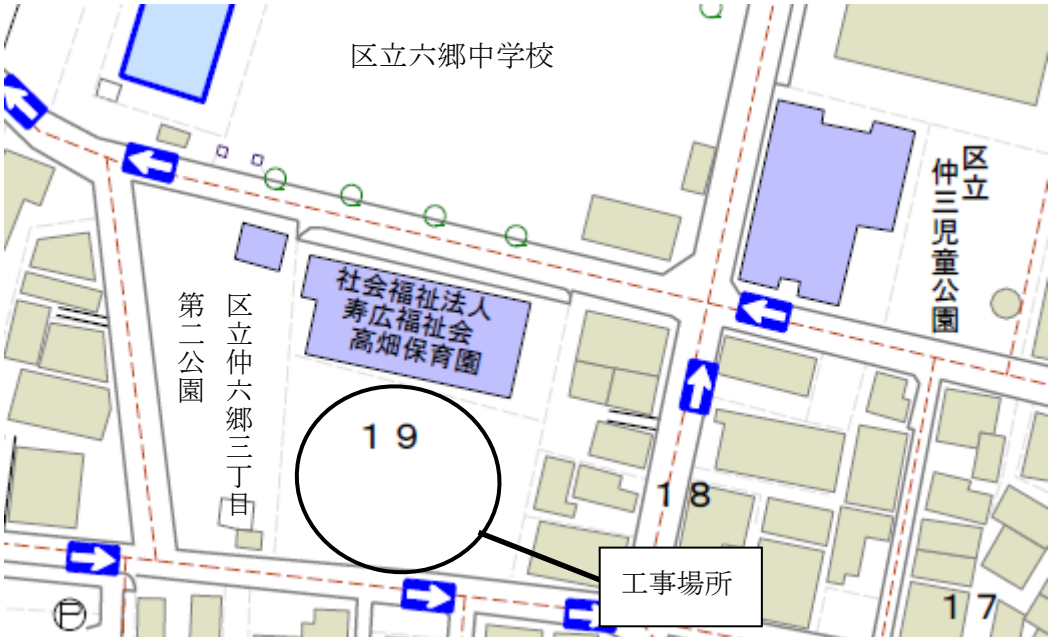 区立六郷中学校
区立
仲三児童公園
社会福祉法人
寿広福祉会
高畑保育園
区立仲六郷三丁目
第二公園
19
18
工事場所
17
P